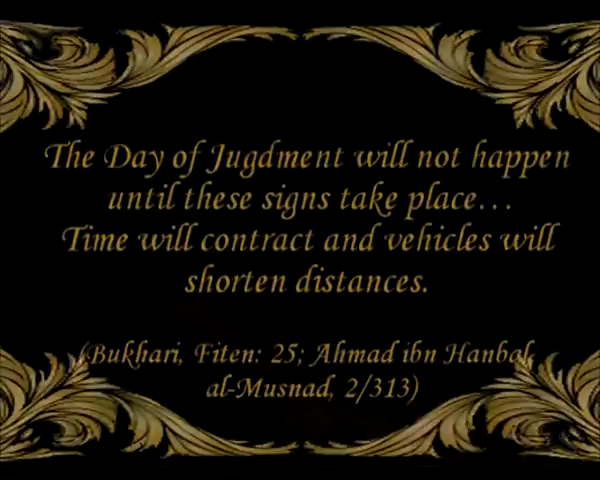 The Day of Jugdment will not happen
until these signs take place...
Time will contract and vehicles will
shorten distances.
(Bukhari, Fiten: 25; Ahmad ibn Hanbal,
al-Musnad, 2/313)